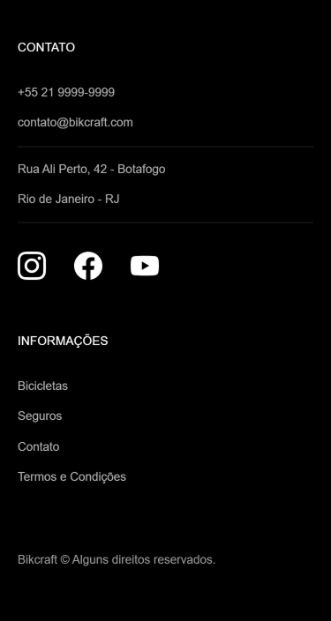 CONTATO
+55 21 9999-9999
contato@bikcraft.com
Rua Ali Perto, 42 - Botafogo
Rio de Janeiro - RJ
INFORMAÇÕES
Bicicletas
Seguros
Contato
Termos e Condições
Bikcraft © Alguns direitos reservados.